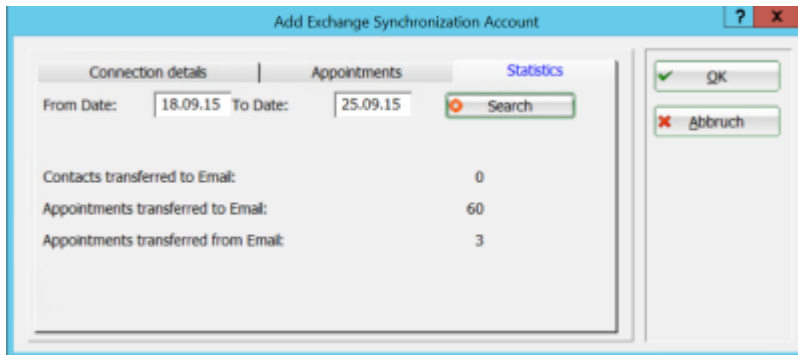 Add Exchange Synchronization Account
? x
Connection details | Appointments Statistics
From Date: 18.09.15 To Date: 25.09.15 Search
Contacts transferred to Email: 0
Appointments transferred to Email: 60
Appointments transferred from Email: 3
OK
Abbruch